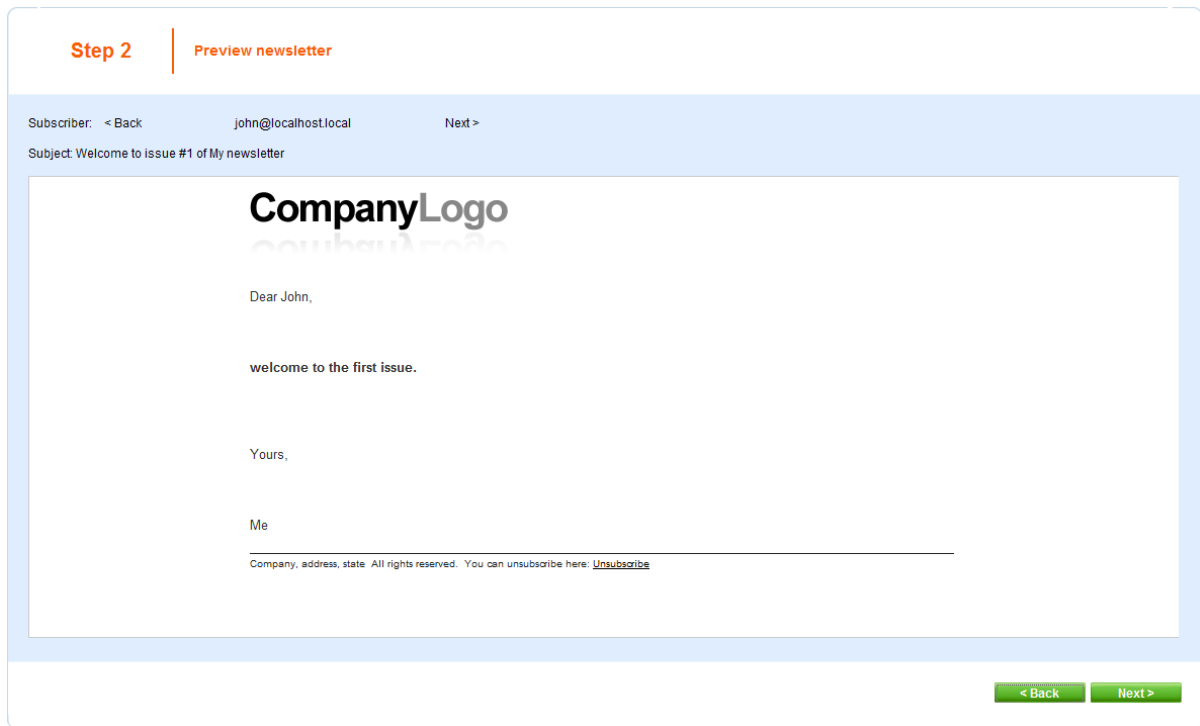 Step 2 Preview newsletter
Subscriber: < Back john@localhost.local Next >
Subject: Welcome to issue #1 of My newsletter
CompanyLogo
Dear John,
welcome to the first issue.
Yours,
Me
Company, address, state All rights reserved. You can unsubscribe here: Unsubscribe
< Back Next >